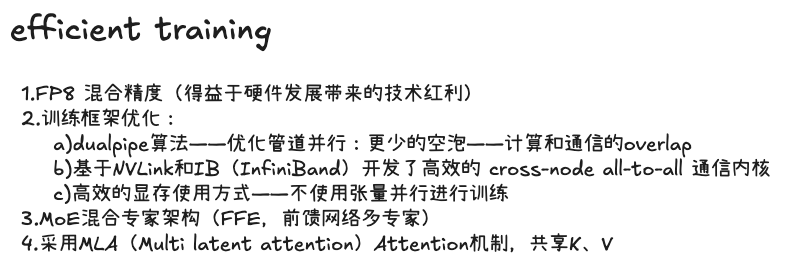 efficient training
1.FP8 混合精度（得益于硬件发展带来的技术红利）
2.训练框架优化：
a)dualpipe算法——优化管道并行：更少的空泡——计算和通信的overlap
b)基于NVLink和IB（InfiniBand）开发了高效的 cross-node all-to-all 通信内核
c)高效的显存使用方式——不使用张量并行进行训练
3.MoE混合专家架构（FFE，前馈网络多专家）
4.采用MLA（Multi latent attention）Attention机制，共享K、V